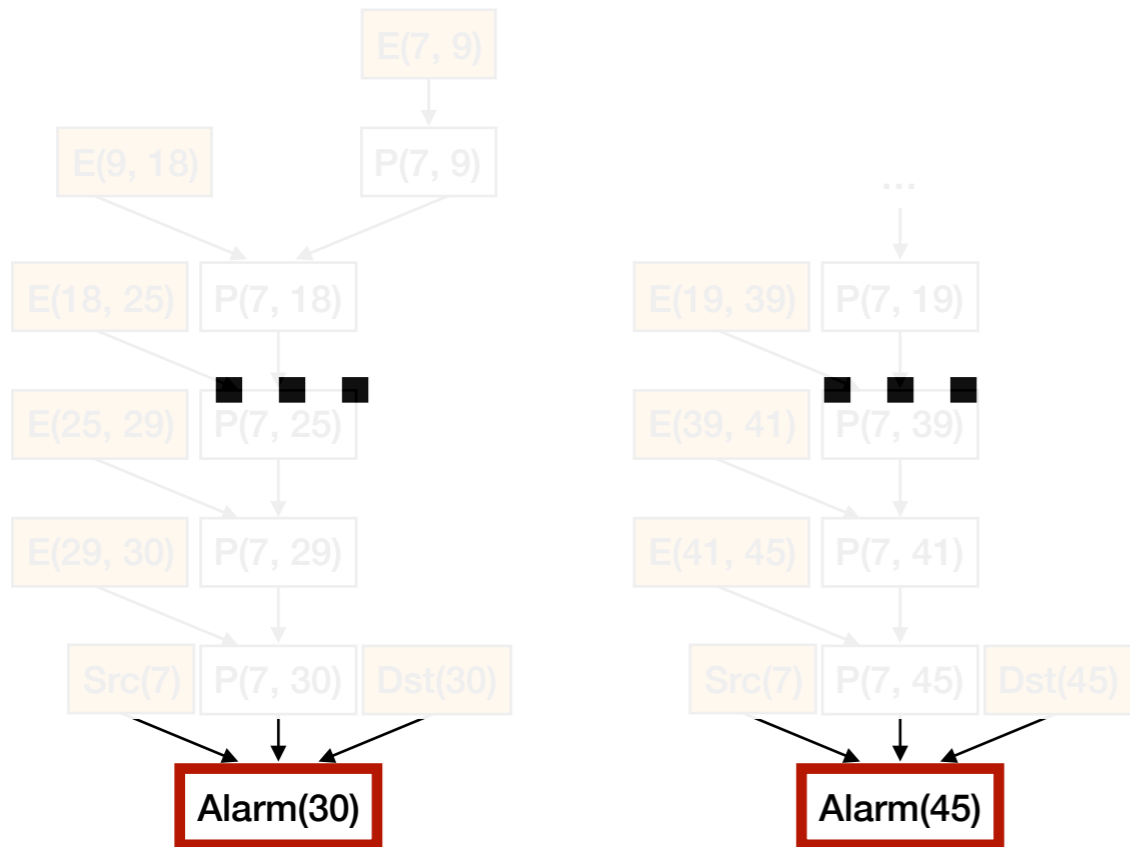 E(7, 9)
E(9, 18) P(7, 9)
...
E(18, 25) P(7, 18) E(19, 39) P(7, 19)
E(25, 29) P(7, 25) E(39, 41) P(7, 39)
E(29, 30) P(7, 29) E(41, 45) P(7, 41)
Src(7) P(7, 30) Dst(30) Src(7) P(7, 45) Dst(45)
Alarm(30) Alarm(45)